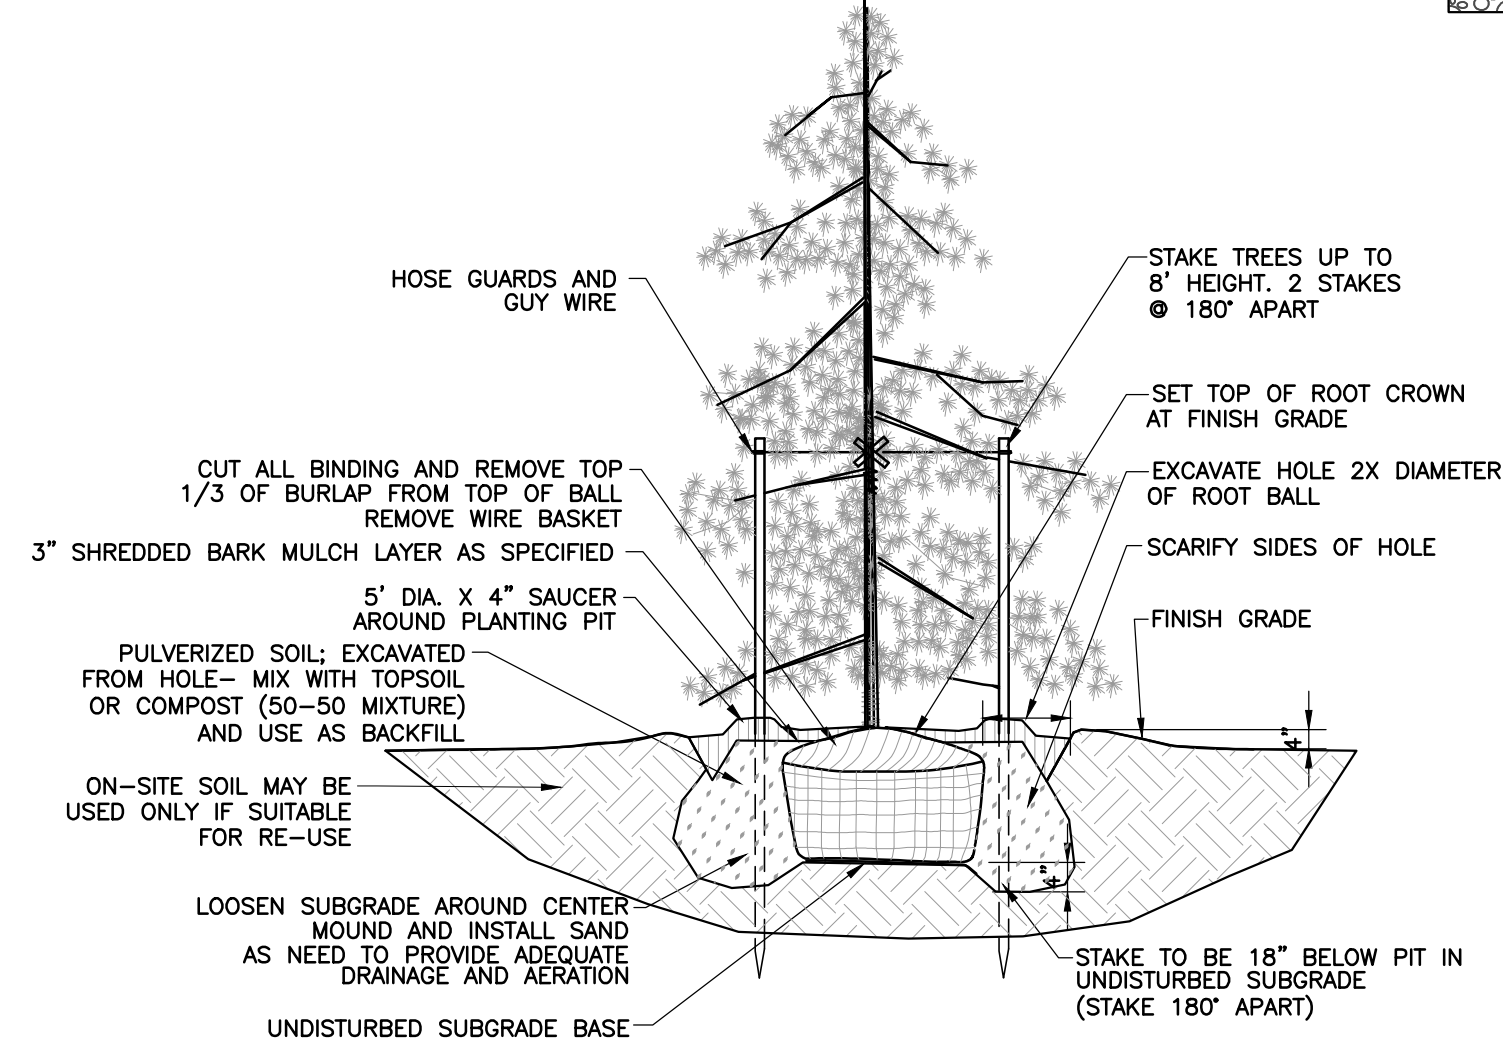 HOSE GUARDS AND
GUY WIRE
CUT ALL BINDING AND REMOVE TOP
1/3 OF BURLAP FROM TOP OF BALL
REMOVE WIRE BASKET
3" SHREDDED BARK MULCH LAYER AS SPECIFIED
5' DIA. X 4" SAUCER
AROUND PLANTING PIT
PULVERIZED SOIL; EXCAVATED
FROM HOLE– MIX WITH TOPSOIL
OR COMPOST (50–50 MIXTURE)
AND USE AS BACKFILL
ON–SITE SOIL MAY BE
USED ONLY IF SUITABLE
FOR RE–USE
LOOSEN SUBGRADE AROUND CENTER
MOUND AND INSTALL SAND
AS NEED TO PROVIDE ADEQUATE
DRAINAGE AND AERATION
UNDISTURBED SUBGRADE BASE
STAKE TREES UP TO
8' HEIGHT. 2 STAKES
@ 180° APART
SET TOP OF ROOT CROWN
AT FINISH GRADE
EXCAVATE HOLE 2X DIAMETER
OF ROOT BALL
SCARIFY SIDES OF HOLE
FINISH GRADE
4"
4"
STAKE TO BE 18" BELOW PIT IN
UNDISTURBED SUBGRADE
(STAKE 180° APART)